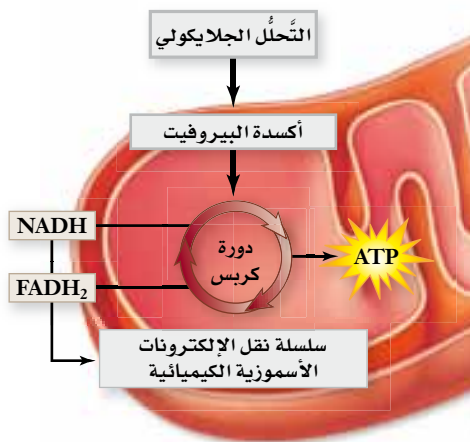 التَّحلُّل الجلايكولي
أكسدة البيروفيت
NADH
دورة
كربس
ATP
FADH₂
سلسلة نقل الإلكترونات
الأسموزية الكيميائية